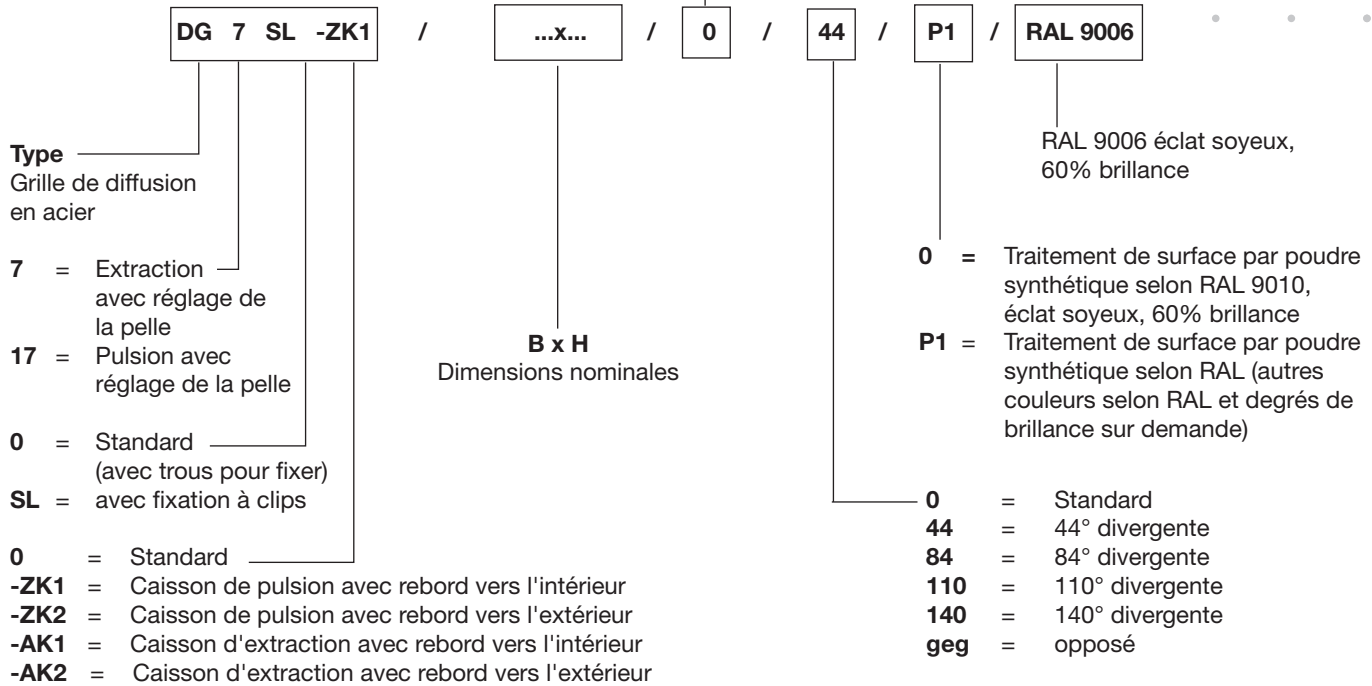 DG 7 SL -ZK1 / ...x... / 0 / 44 / P1 / RAL 9006
RAL 9006 éclat soyeux,
60% brillance
Type
Grille de diffusion
en acier
7 = Extraction
avec réglage de
la pelle
17 = Pulsion avec
réglage de la pelle
0 = Standard
(avec trous pour fixer)
SL = avec fixation à clips
0 = Standard
-ZK1 = Caisson de pulsion avec rebord vers l'intérieur
-ZK2 = Caisson de pulsion avec rebord vers l'extérieur
-AK1 = Caisson d'extraction avec rebord vers l'intérieur
-AK2 = Caisson d'extraction avec rebord vers l'extérieur
B x H
Dimensions nominales
0 = Traitement de surface par poudre
synthétique selon RAL 9010,
éclat soyeux, 60% brillance
P1 = Traitement de surface par poudre
synthétique selon RAL (autres
couleurs selon RAL et degrés de
brillance sur demande)
0 = Standard
44 = 44° divergente
84 = 84° divergente
110 = 110° divergente
140 = 140° divergente
geg = opposé